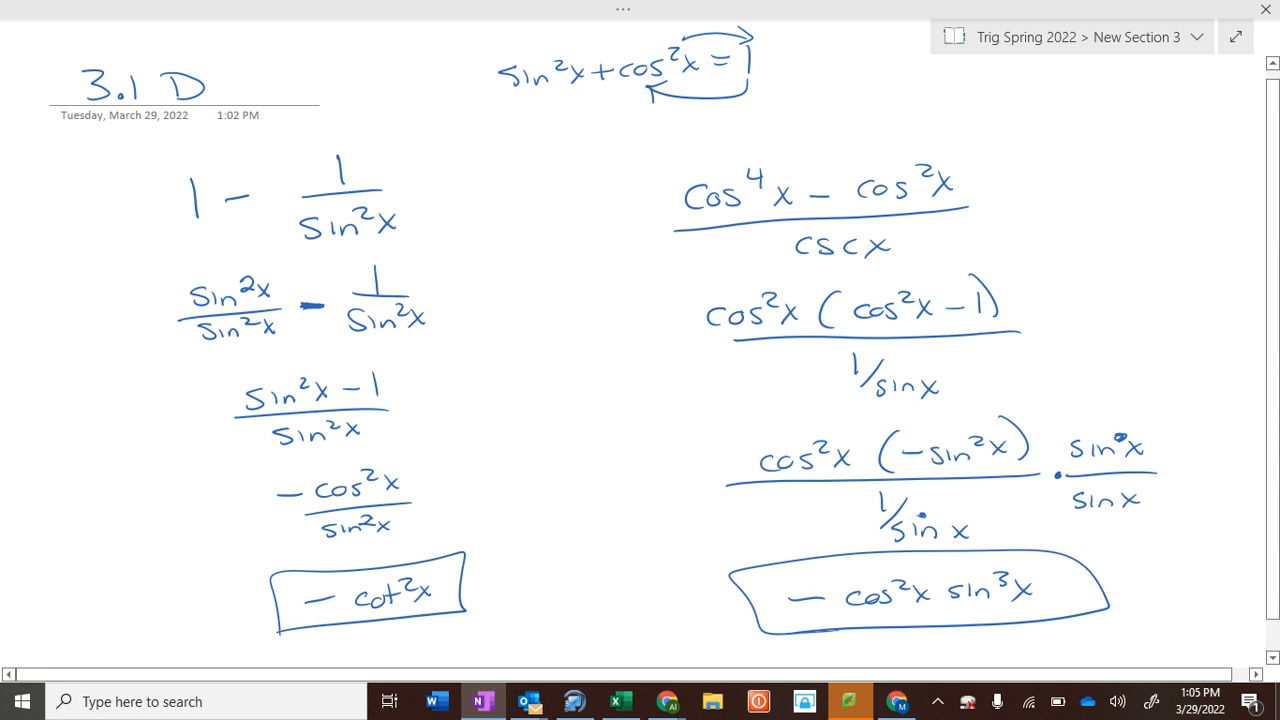 Trig Spring 2022 > New Section 3
sin²x + cos²x = 1
3.1 D
Tuesday, March 29, 2022 1:02 PM
1 - 1/sin²x
sin²x/sin²x - 1/sin²x
(sin²x - 1)/sin²x
- cos²x/sin²x
- cot²x
(cos⁴x - cos²x)/csc x
cos²x (cos²x - 1)/(1/sin x)
cos²x (-sin²x)/(1/sin x) · sin x/sin x
- cos²x sin³x
Type here to search
1:05 PM
3/29/2022